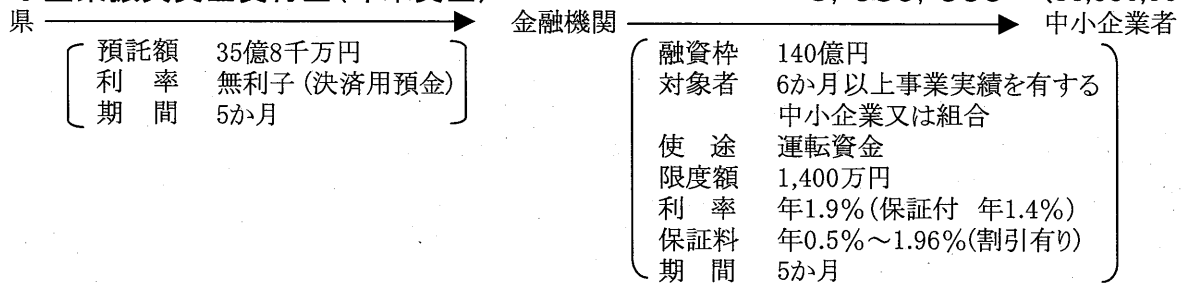 県 金融機関 中小企業者
預託額 35億8千万円
利 率 無利子(決済用預金)
期 間 5か月
融資枠 140億円
対象者 6か月以上事業実績を有する
中小企業又は組合
使 途 運転資金
限度額 1,400万円
利 率 年1.9%(保証付 年1.4%)
保証料 年0.5%~1.96%(割引有り)
期 間 5か月